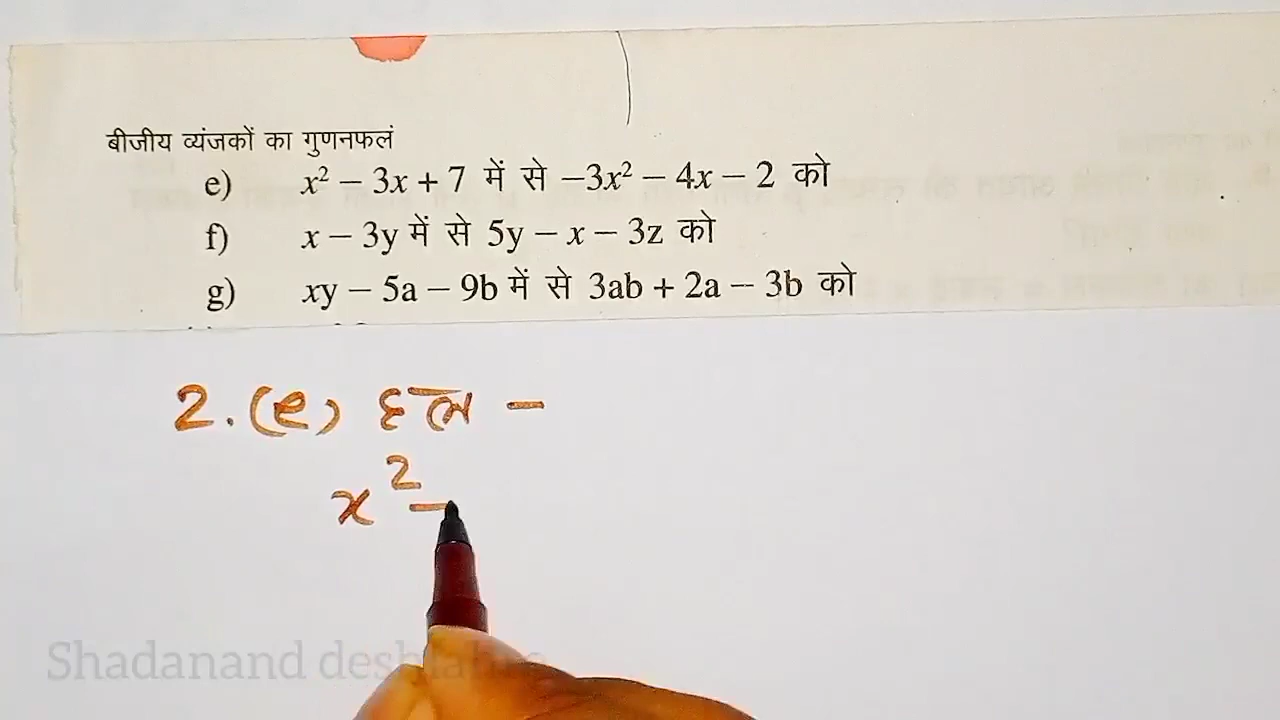 बीजीय व्यंजकों का गुणनफलं
e) x² − 3x + 7 में से −3x² − 4x − 2 को
f) x − 3y में से 5y − x − 3z को
g) xy − 5a − 9b में से 3ab + 2a − 3b को
2. (e) हल −
x² −
Shadanand